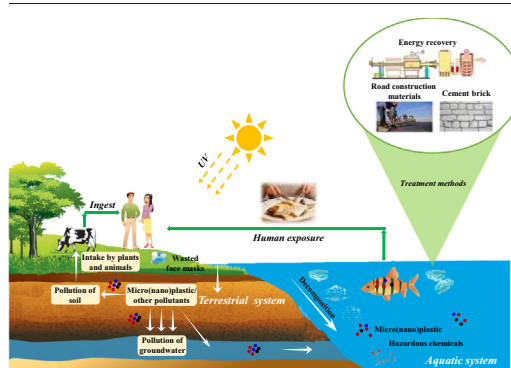 Energy recovery
Road construction
materials
Cement brick
Treatment methods
UV
Ingest
Human exposure
Intake by plants
and animals
Wasted
face masks
Pollution of
soil
Micro(nano)plastic/
other pollutants
Terrestrial system
Decomposition
Pollution of
groundwater
Micro(nano)plastic
Hazardous chemicals
Aquatic system